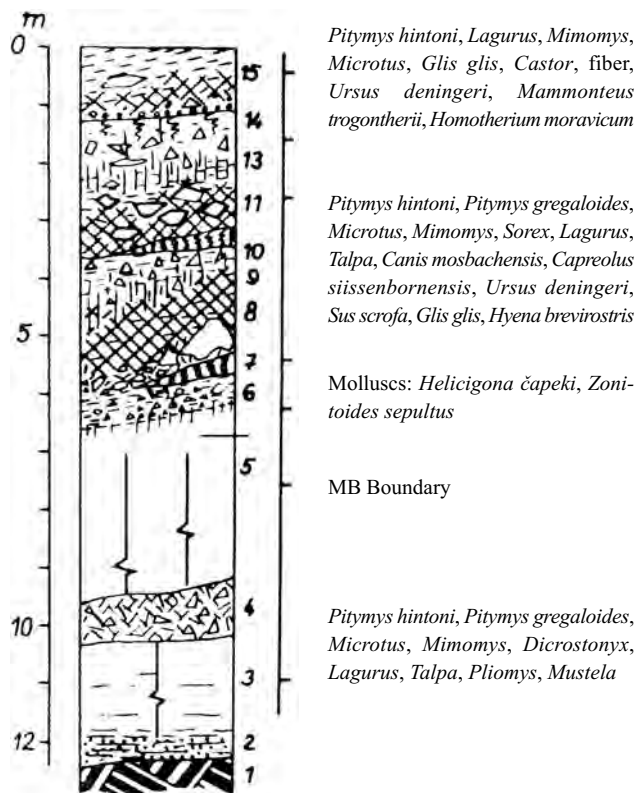 m
0
5
10
12
15
14
13
11
10
9
8
7
6
5
4
3
2
1
Pitymys hintoni, Lagurus, Mimomys,
Microtus, Glis glis, Castor, fiber,
Ursus deningeri, Mammonteus
trogontherii, Homotherium moravicum
Pitymys hintoni, Pitymys gregaloides,
Microtus, Mimomys, Sorex, Lagurus,
Talpa, Canis mosbachensis, Capreolus
siissenbornensis, Ursus deningeri,
Sus scrofa, Glis glis, Hyena brevirostris
Molluscs: Helicigona čapeki, Zoni-
toides sepultus
MB Boundary
Pitymys hintoni, Pitymys gregaloides,
Microtus, Mimomys, Dicrostonyx,
Lagurus, Talpa, Pliomys, Mustela